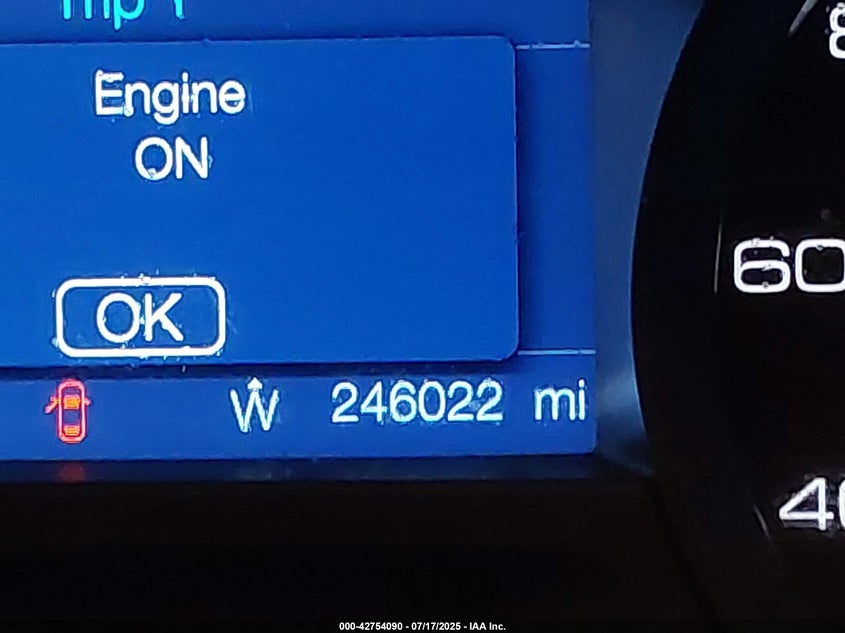 Engine
ON
OK
W 246022 mi
60
000-42754090 - 07/17/2025 - IAA Inc.